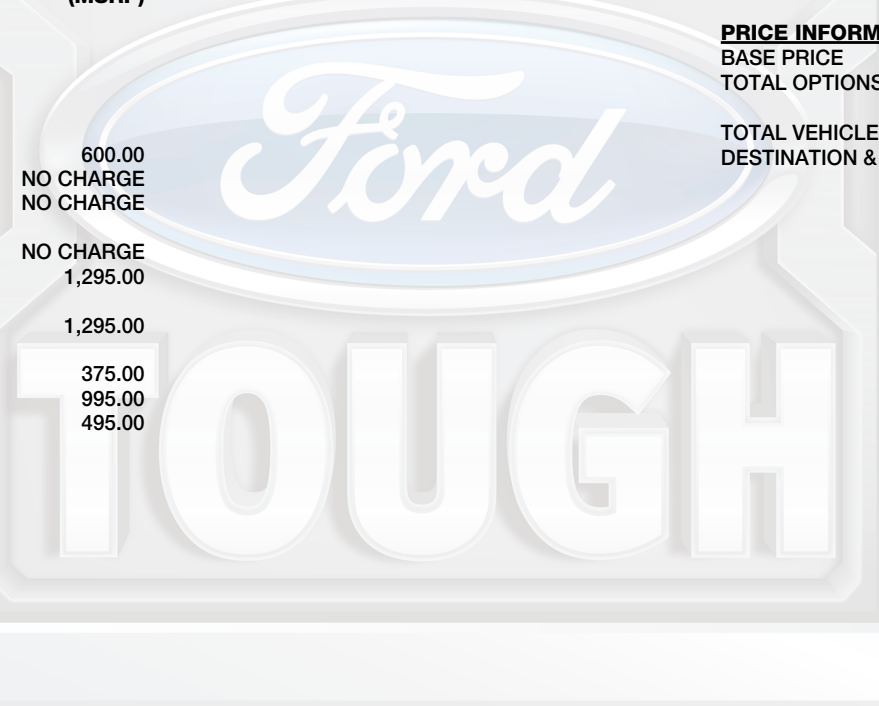 (MSRP)
600.00
NO CHARGE
NO CHARGE
NO CHARGE
1,295.00
1,295.00
375.00
995.00
495.00
PRICE INFORM
BASE PRICE
TOTAL OPTIONS
TOTAL VEHICLE
DESTINATION &
Ford
TOUGH